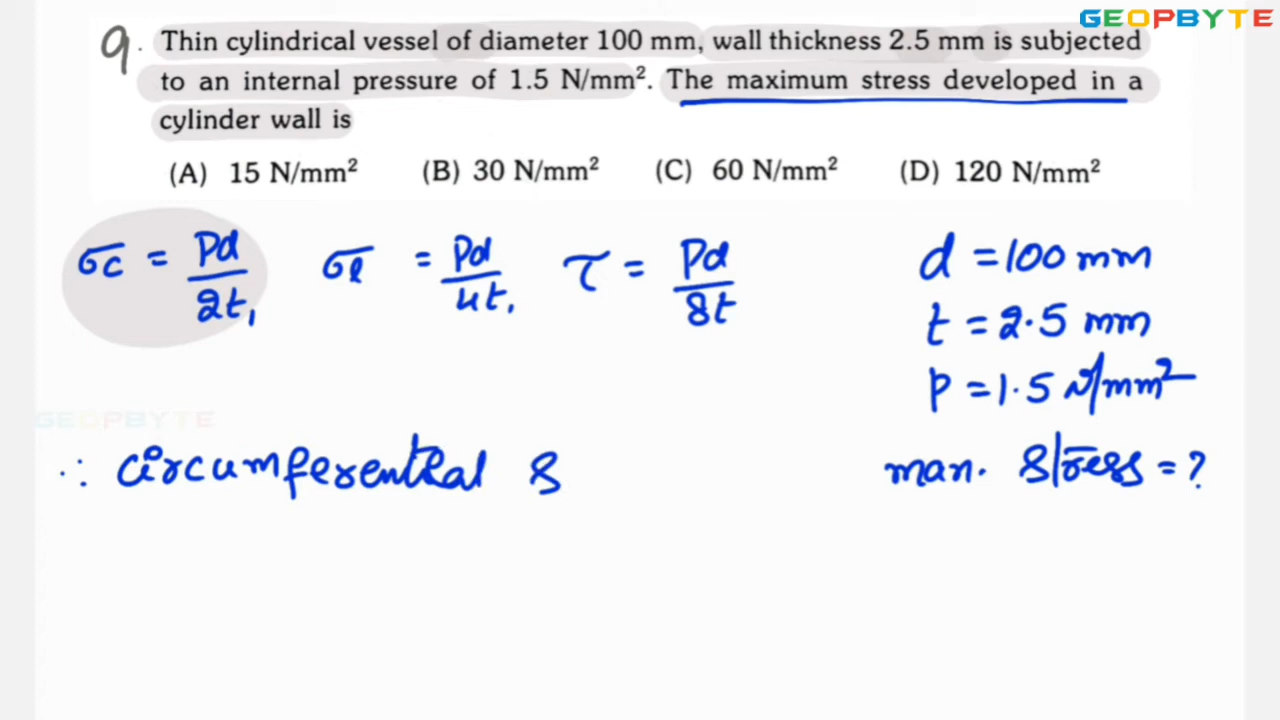 GEOPBYTE
9. Thin cylindrical vessel of diameter 100 mm, wall thickness 2.5 mm is subjected
to an internal pressure of 1.5 N/mm². The maximum stress developed in a
cylinder wall is
(A) 15 N/mm² (B) 30 N/mm² (C) 60 N/mm² (D) 120 N/mm²
σc = Pd/2t, σl = Pd/4t, τ = Pd/8t
d = 100 mm
t = 2.5 mm
P = 1.5 N/mm²
GEOPBYTE
∴ circumferential s
max. stress = ?